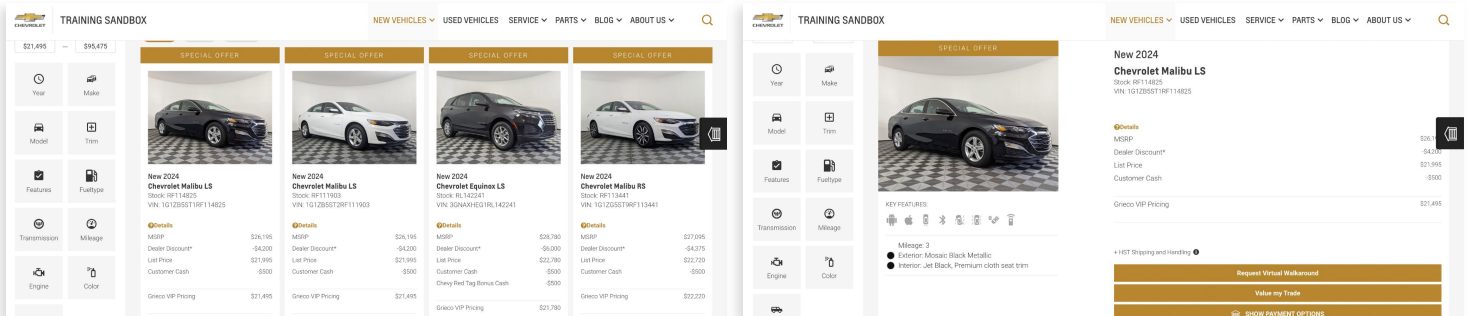 CHEVROLET
TRAINING SANDBOX
NEW VEHICLES USED VEHICLES SERVICE PARTS BLOG ABOUT US
$21,495 — $95,475
Year
Make
Model
Trim
Features
Fueltype
Transmission
Mileage
Engine
Color
SPECIAL OFFER
New 2024
Chevrolet Malibu LS
Stock: RF114825
VIN: 1G1ZB5ST1RF114825
Details
MSRP $26,195
Dealer Discount* -$4,200
List Price $21,995
Customer Cash -$500
Grieco VIP Pricing $21,495
SPECIAL OFFER
New 2024
Chevrolet Malibu LS
Stock: RF111903
VIN: 1G1ZB5ST2RF111903
Details
MSRP $26,195
Dealer Discount* -$4,200
List Price $21,995
Customer Cash -$500
Grieco VIP Pricing $21,495
SPECIAL OFFER
New 2024
Chevrolet Equinox LS
Stock: RL142241
VIN: 3GNAXHEG1RL142241
Details
MSRP $28,780
Dealer Discount* -$6,000
List Price $22,780
Customer Cash -$500
Chevy Red Tag Bonus Cash -$500
Grieco VIP Pricing $21,780
SPECIAL OFFER
New 2024
Chevrolet Malibu RS
Stock: RF113441
VIN: 1G1ZG5ST9RF113441
Details
MSRP $27,095
Dealer Discount* -$4,375
List Price $22,720
Customer Cash -$500
Grieco VIP Pricing $22,220
CHEVROLET
TRAINING SANDBOX
NEW VEHICLES USED VEHICLES SERVICE PARTS BLOG ABOUT US
Year
Make
Model
Trim
Features
Fueltype
Transmission
Mileage
Engine
Color
SPECIAL OFFER
KEY FEATURES:
Mileage: 3
Exterior: Mosaic Black Metallic
Interior: Jet Black, Premium cloth seat trim
New 2024
Chevrolet Malibu LS
Stock: RF114825
VIN: 1G1ZB5ST1RF114825
Details
MSRP
Dealer Discount* -$4,200
List Price $21,995
Customer Cash -$500
Grieco VIP Pricing $21,495
+ HST Shipping and Handling
Request Virtual Walkaround
Value my Trade
SHOW PAYMENT OPTIONS